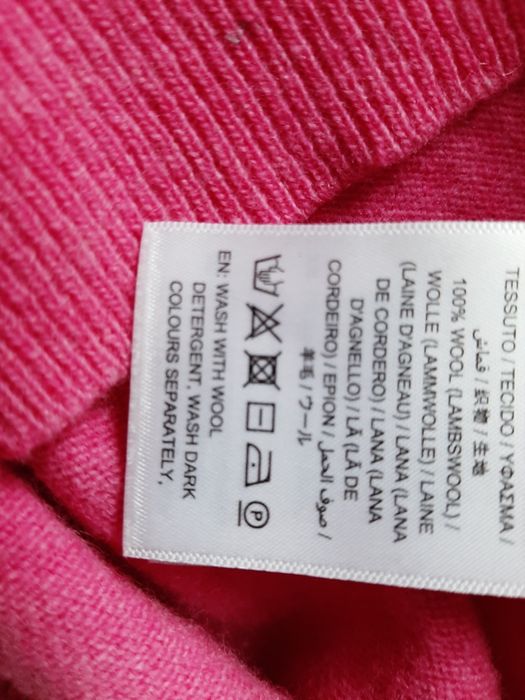 TESSUTO / TECIDO / ΥΦΑΣΜΑ /
قماش / 织物 / 生地
100% WOOL (LAMBSWOOL) /
WOLLE (LAMMWOLLE) / LAINE
(LAINE D'AGNEAU) / LANA (LANA
DE CORDERO) / LANA (LANA
D'AGNELLO) / LÃ (LÃ DE
CORDEIRO) / ΕΡΙΟΝ / صوف الحمل /
羊毛 / ウール
P
EN: WASH WITH WOOL
DETERGENT, WASH DARK
COLOURS SEPARATELY,